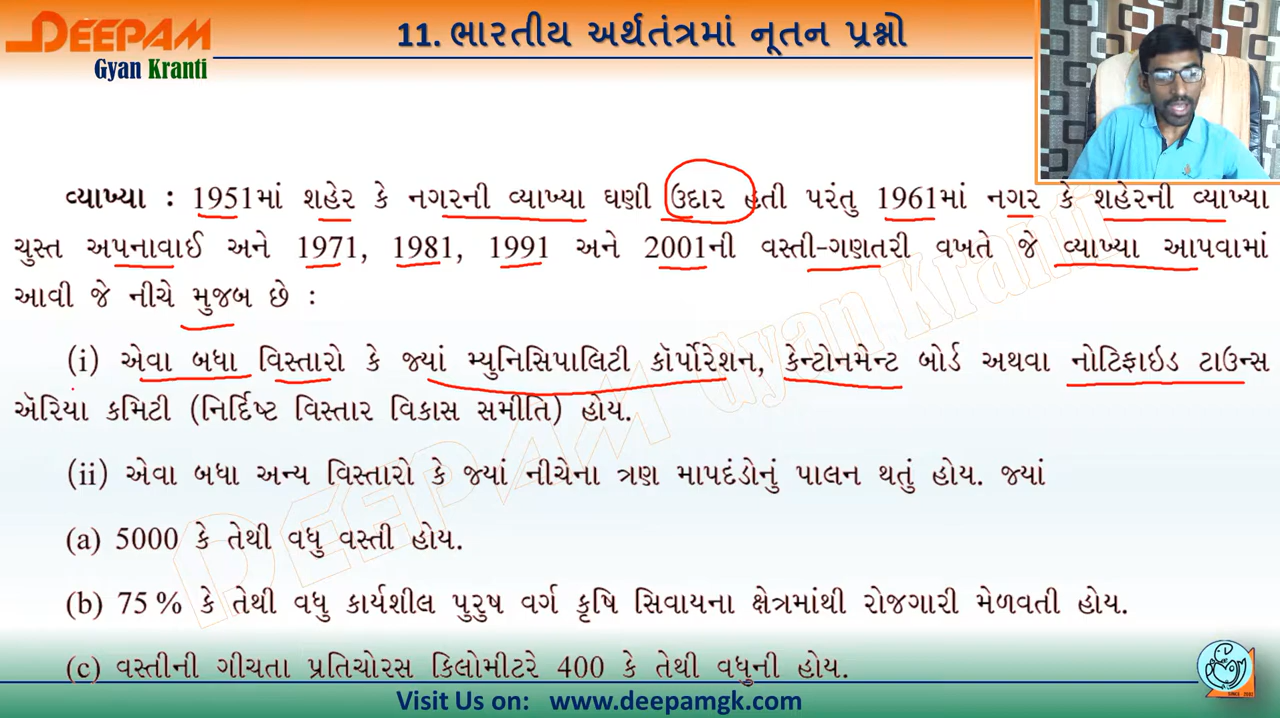 DEEPAM
Gyan Kranti
11. ભારતીય અર્થતંત્રમાં નૂતન પ્રશ્નો
વ્યાખ્યા : 1951માં શહેર કે નગરની વ્યાખ્યા ઘણી ઉદાર હતી પરંતુ 1961માં નગર કે શહેરની વ્યાખ્યા
ચુસ્ત અપનાવાઈ અને 1971, 1981, 1991 અને 2001ની વસ્તી-ગણતરી વખતે જે વ્યાખ્યા આપવામાં
આવી જે નીચે મુજબ છે :
(i) એવા બધા વિસ્તારો કે જ્યાં મ્યુનિસિપાલિટી કૉર્પોરેશન, કેન્ટોનમેન્ટ બોર્ડ અથવા નોટિફાઇડ ટાઉન્સ
ઍરિયા કમિટી (નિર્દિષ્ટ વિસ્તાર વિકાસ સમીતિ) હોય.
(ii) એવા બધા અન્ય વિસ્તારો કે જ્યાં નીચેના ત્રણ માપદંડોનું પાલન થતું હોય. જ્યાં
(a) 5000 કે તેથી વધુ વસ્તી હોય.
(b) 75 % કે તેથી વધુ કાર્યશીલ પુરુષ વર્ગ કૃષિ સિવાયના ક્ષેત્રમાંથી રોજગારી મેળવતી હોય.
(c) વસ્તીની ગીચતા પ્રતિચોરસ કિલોમીટરે 400 કે તેથી વધુની હોય.
DEEPAM Gyan Kranti
Visit Us on: www.deepamgk.com